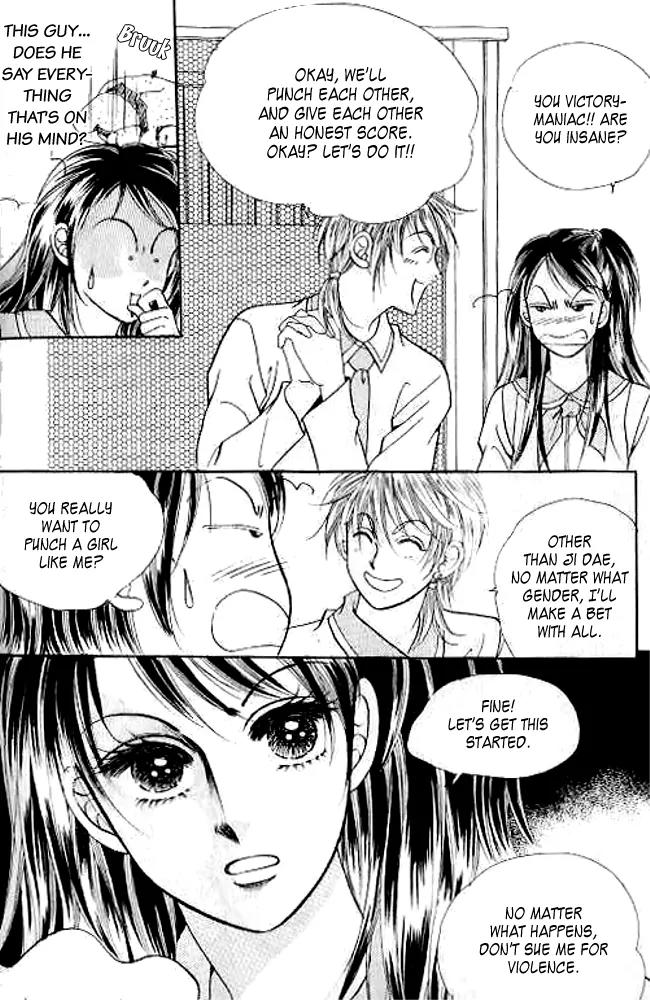 THIS GUY...
DOES HE
SAY EVERY-
THING
THAT'S ON
HIS MIND?
Bruuk
OKAY, WE'LL
PUNCH EACH OTHER,
AND GIVE EACH OTHER
AN HONEST SCORE.
OKAY? LET'S DO IT!!
YOU VICTORY-
MANIAC!! ARE
YOU INSANE?
YOU REALLY
WANT TO
PUNCH A GIRL
LIKE ME?
OTHER
THAN JI DAE,
NO MATTER WHAT
GENDER, I'LL
MAKE A BET
WITH ALL.
FINE!
LET'S GET THIS
STARTED.
NO MATTER
WHAT HAPPENS,
DON'T SUE ME FOR
VIOLENCE.